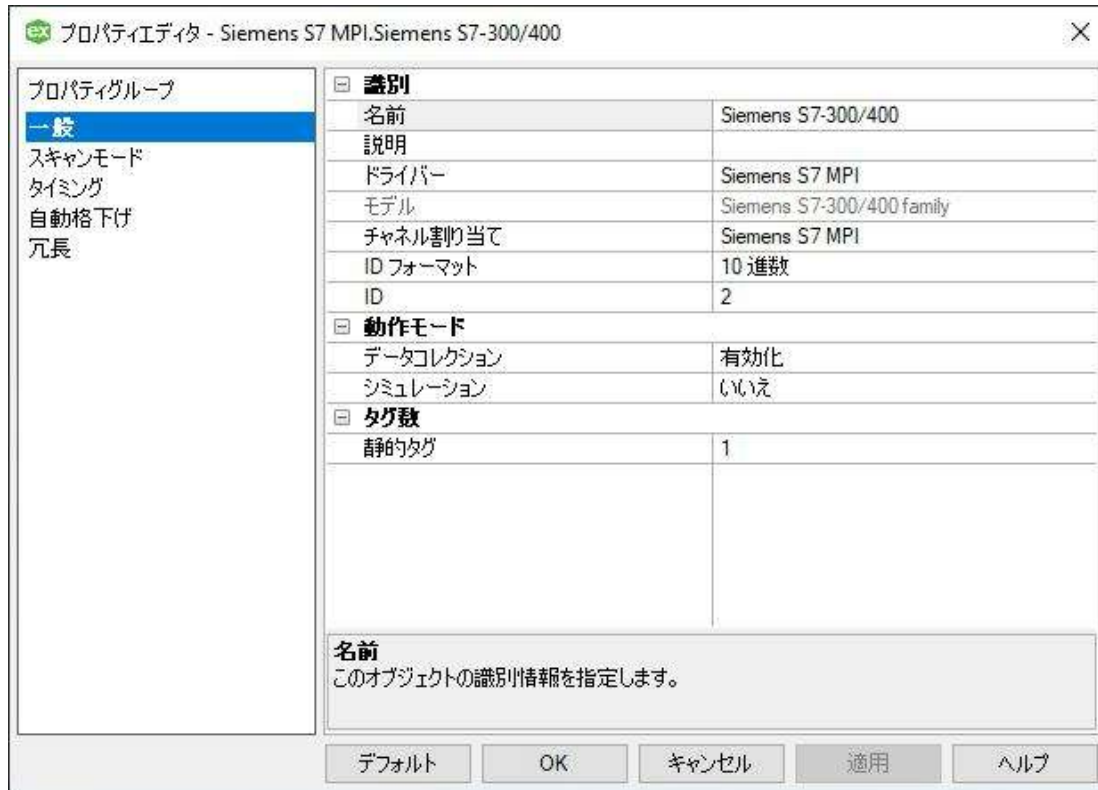 プロパティエディタ - Siemens S7 MPI.Siemens S7-300/400
プロパティグループ
一般
スキャンモード
タイミング
自動格下げ
冗長
識別
名前 Siemens S7-300/400
説明
ドライバー Siemens S7 MPI
モデル Siemens S7-300/400 family
チャネル割り当て Siemens S7 MPI
ID フォーマット 10 進数
ID 2
動作モード
データコレクション 有効化
シミュレーション いいえ
タグ数
静的タグ 1
名前
このオブジェクトの識別情報を指定します。
デフォルト OK キャンセル 適用 ヘルプ